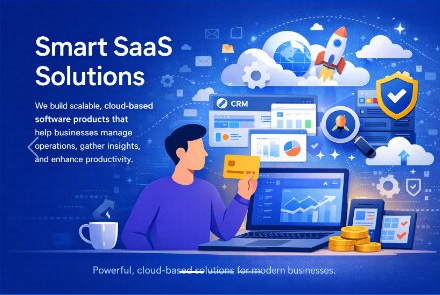 Smart SaaS
Solutions
We build scalable, cloud-based
software products that
help businesses manage
operations, gather insights,
and enhance productivity.
CRM
Powerful, cloud-based solutions for modern businesses.